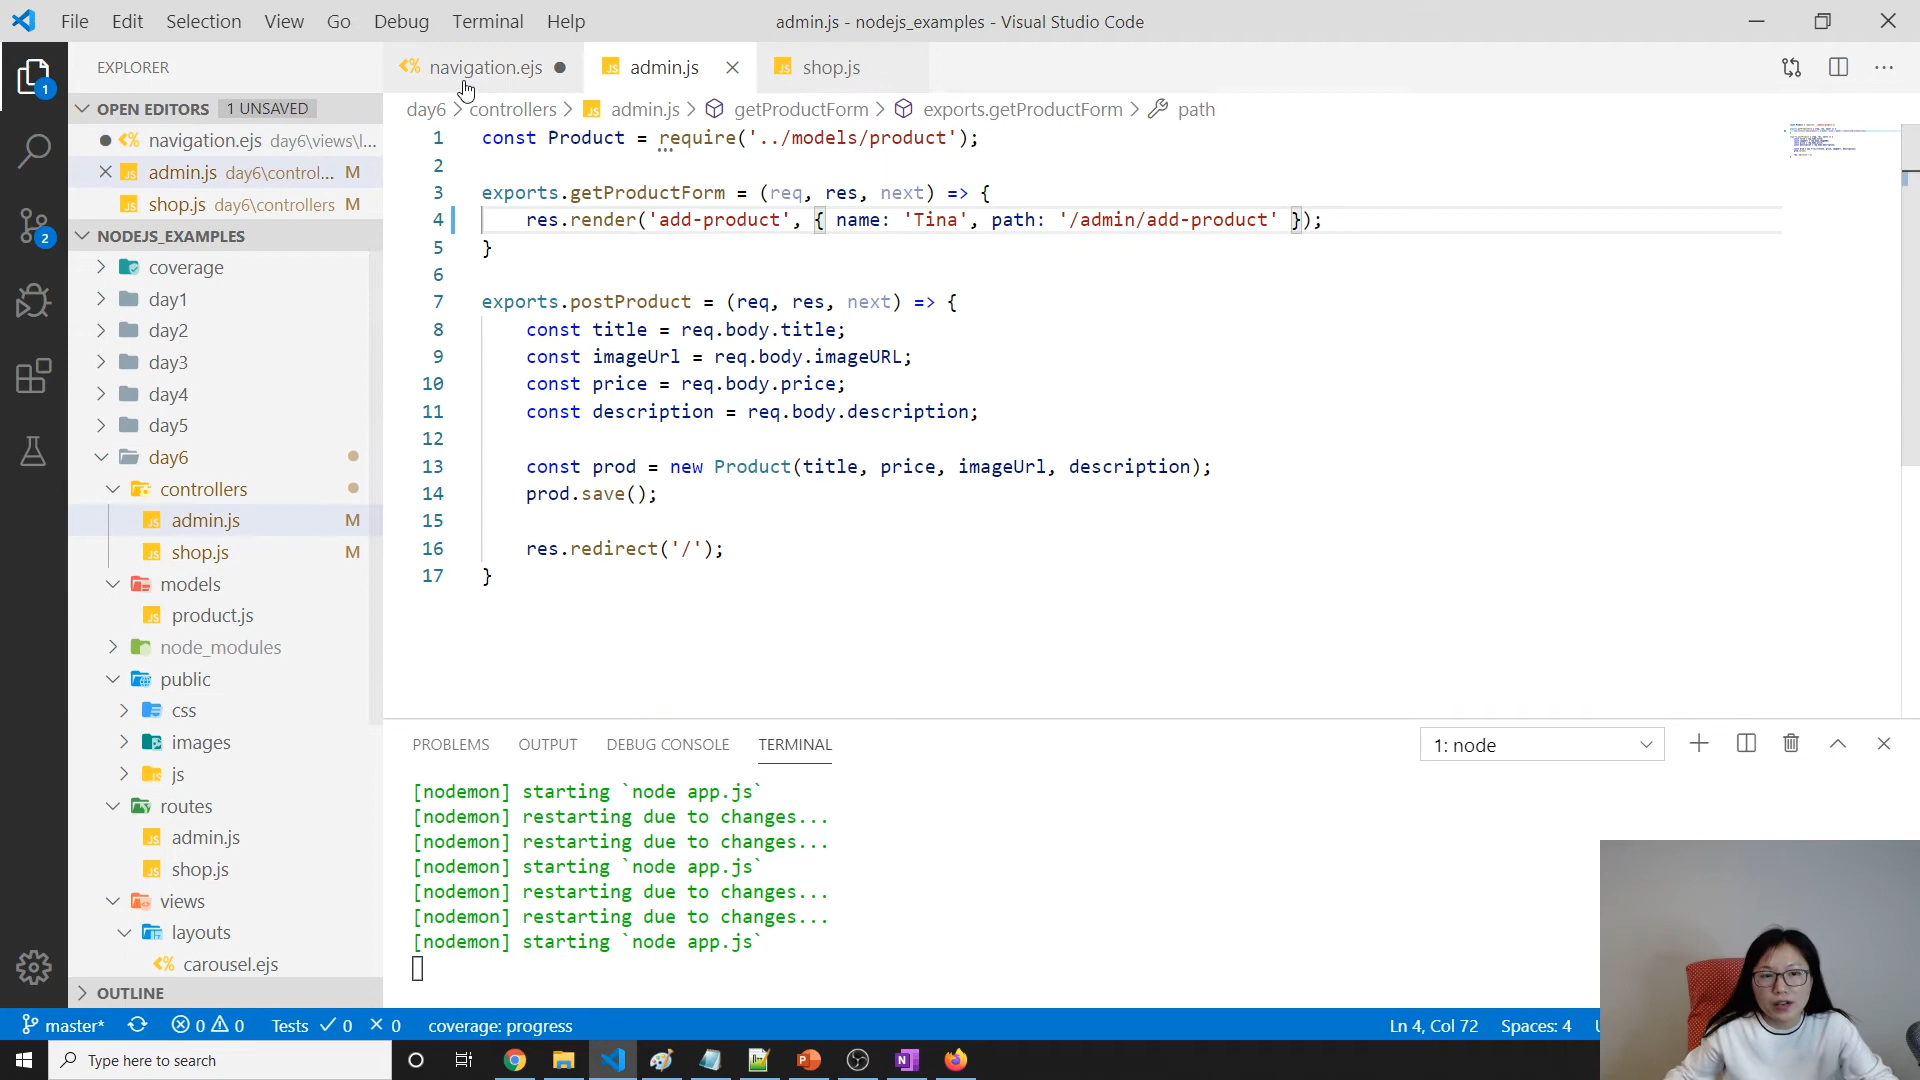 File Edit Selection View Go Debug Terminal Help
admin.js - nodejs_examples - Visual Studio Code
EXPLORER
navigation.ejs
admin.js
shop.js
OPEN EDITORS 1 UNSAVED
navigation.ejs day6\views\l...
admin.js day6\control... M
shop.js day6\controllers M
NODEJS_EXAMPLES
coverage
day1
day2
day3
day4
day5
day6
controllers
admin.js M
shop.js M
models
product.js
node_modules
public
css
images
js
routes
admin.js
shop.js
views
layouts
carousel.ejs
OUTLINE
day6 > controllers > admin.js > getProductForm > exports.getProductForm > path
1 const Product = require('../models/product');
2
3 exports.getProductForm = (req, res, next) => {
4 res.render('add-product', { name: 'Tina', path: '/admin/add-product' });
5 }
6
7 exports.postProduct = (req, res, next) => {
8 const title = req.body.title;
9 const imageUrl = req.body.imageURL;
10 const price = req.body.price;
11 const description = req.body.description;
12
13 const prod = new Product(title, price, imageUrl, description);
14 prod.save();
15
16 res.redirect('/');
17 }
PROBLEMS OUTPUT DEBUG CONSOLE TERMINAL
1: node
[nodemon] starting `node app.js`
[nodemon] restarting due to changes...
[nodemon] restarting due to changes...
[nodemon] starting `node app.js`
[nodemon] restarting due to changes...
[nodemon] restarting due to changes...
[nodemon] starting `node app.js`
1
2
master* 0 0 Tests 0 0 coverage: progress
Ln 4, Col 72 Spaces: 4
Type here to search